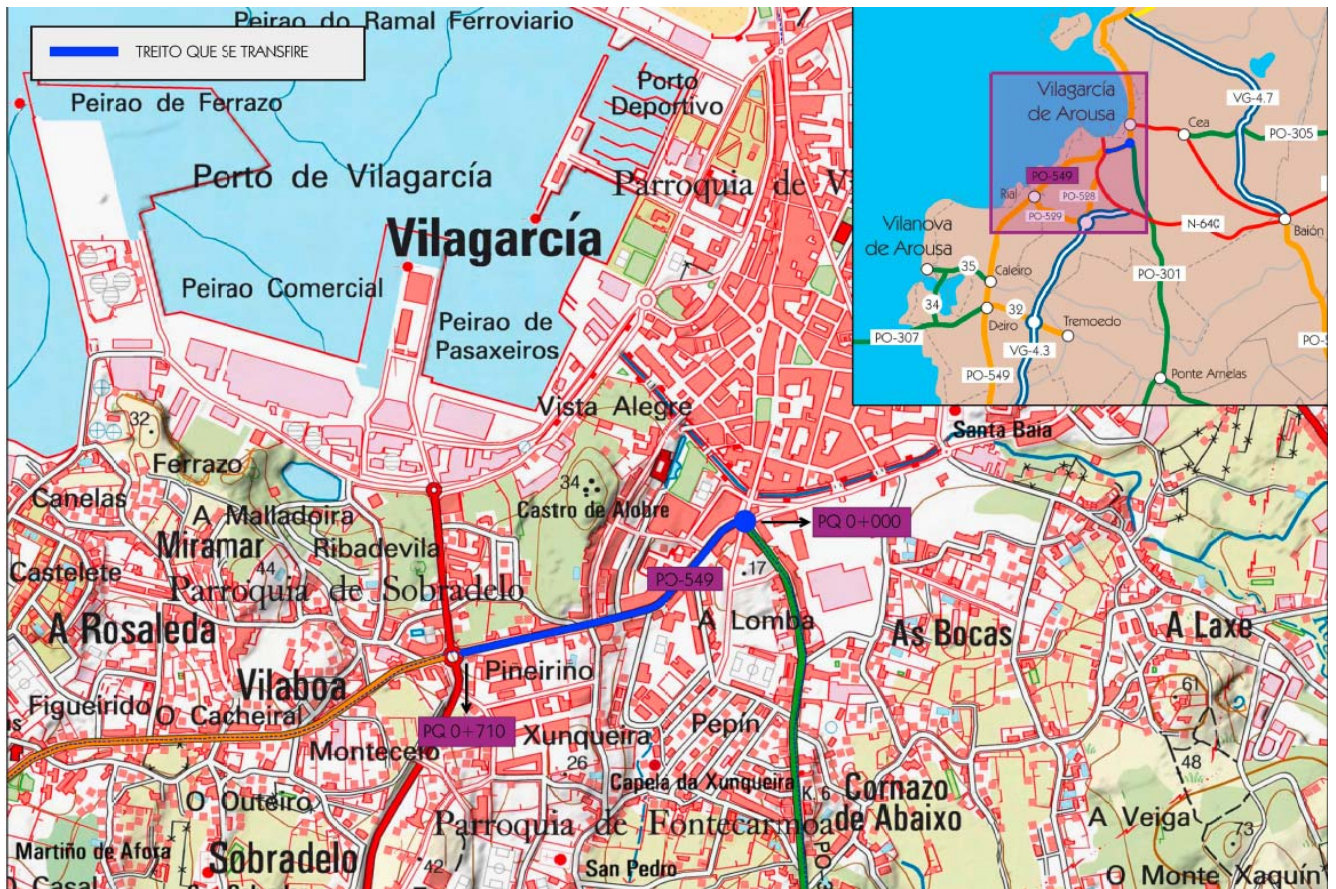 Peirao do Ramal Ferroviario
TREITO QUE SE TRANSFIRE
Peirao de Ferrazo
Porto
Deportivo
Porto de Vilagarcía
Parroquia de
Vilagarcía
Peirao Comercial
Peirao de
Pasaxeiros
Vista Alegre
Santa Baia
32
Ferrazo
34
Castro de Alobre
Canelas
A Malladoira
Miramar
Ribadevila
44
Castelete
Parroquia de Sobradelo
PQ 0+000
PO-549
17
A Rosaleda
A Lomba
As Bocas
A Laxe
Pineirino
Vilaboa
Figueirido
O Cacheiral
61
PQ 0+710
Xunqueira
Pepín
Montecelo
26
48
Capela da Xunqueira
K. 6
Cornazo
de Abaixo
O Outeiro
A Veiga
Parroquia de Fontecarmoa
73
Martiño de Afora
Sobradelo
42
San Pedro
O Casal
O Monte Xaquín
Vilagarcía
de Arousa
VG-4.7
Cea
PO-305
PO-549
Rial
PO-528
PO-529
N-640
Baión
Vilanova
de Arousa
35
Caleiro
PO-301
34
32
Deiro
Tremoedo
PO-307
VG-4.3
PO-549
Ponte Arnelas